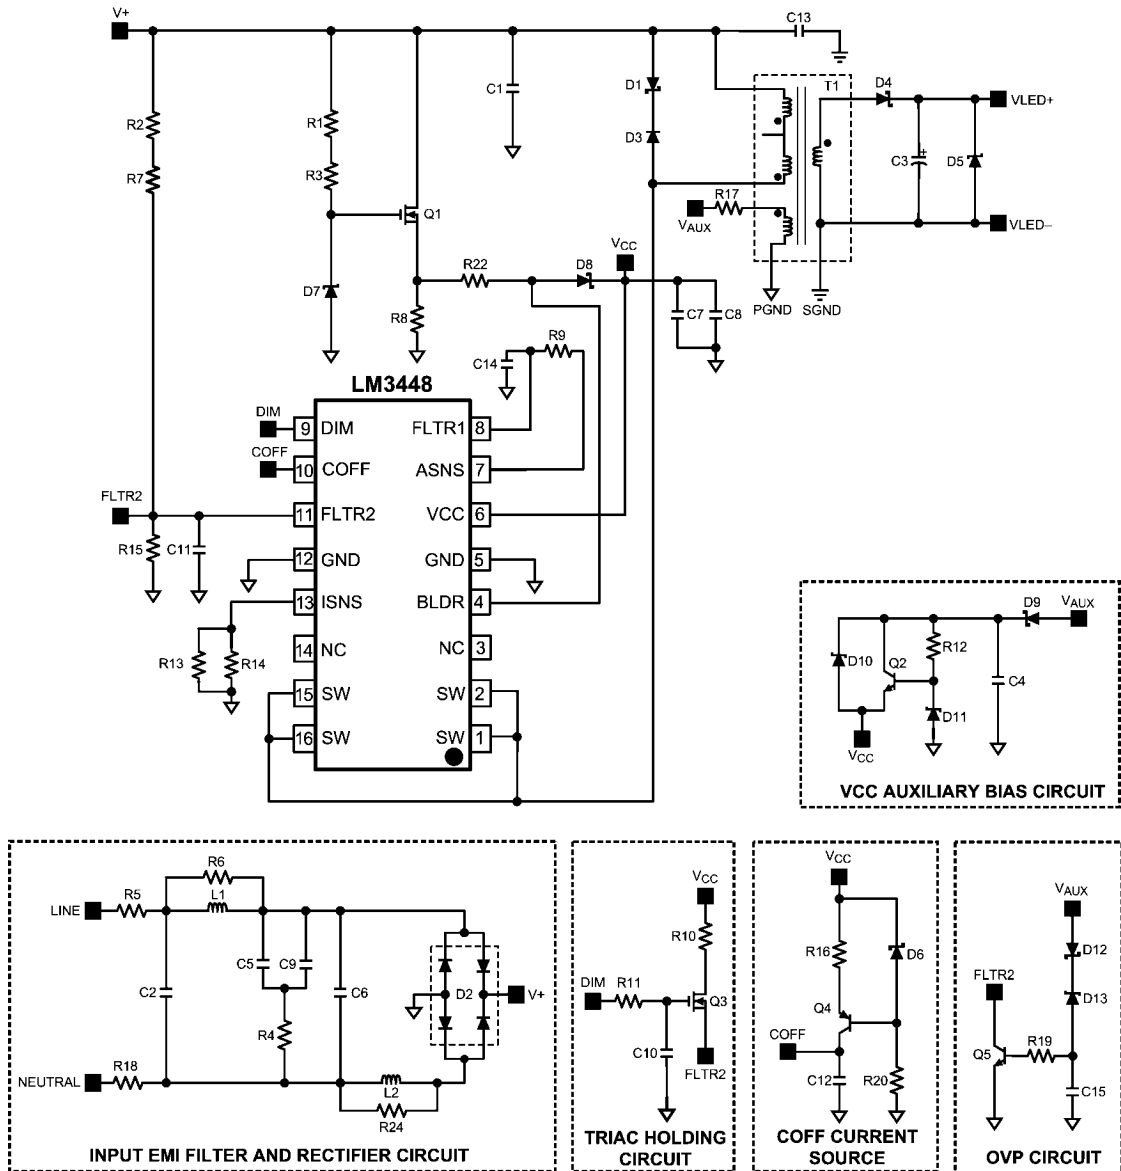 V+
C13
R2
R1
C1
D1
T1
D4
VLED+
D3
C3
+
D5
R7
R3
R17
VAUX
Q1
VLED–
VCC
D7
R22
D8
R8
C7
C8
PGND
SGND
R9
C14
LM3448
DIM
9
DIM
FLTR1
8
COFF
10
COFF
ASNS
7
FLTR2
11
FLTR2
VCC
6
R15
C11
12
GND
GND
5
13
ISNS
BLDR
4
R13
R14
14
NC
NC
3
15
SW
SW
2
16
SW
SW
1
D9
VAUX
R12
D10
Q2
C4
D11
VCC
VCC AUXILIARY BIAS CIRCUIT
R6
R5
L1
LINE
C5
C9
C2
C6
D2
V+
R4
R18
NEUTRAL
L2
R24
INPUT EMI FILTER AND RECTIFIER CIRCUIT
VCC
R10
DIM
R11
Q3
C10
FLTR2
TRIAC HOLDING
CIRCUIT
VCC
R16
D6
Q4
COFF
C12
R20
COFF CURRENT
SOURCE
VAUX
D12
FLTR2
D13
R19
Q5
C15
OVP CIRCUIT